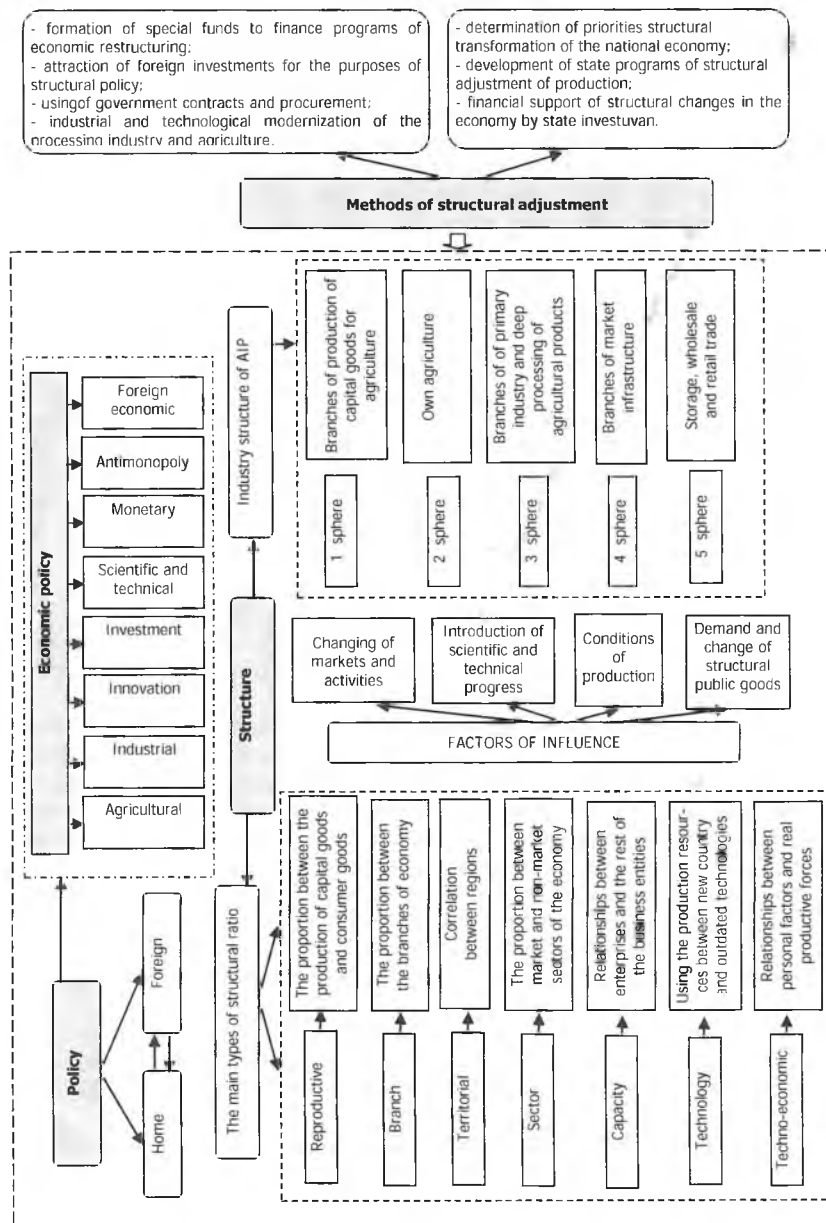 - formation of special funds to finance programs of
economic restructuring;
- attraction of foreign investments for the purposes of
structural policy;
- usingof government contracts and procurement;
- industrial and technological modernization of the
processing industry and agriculture.
- determination of priorities structural
transformation of the national economy;
- development of state programs of structural
adjustment of production;
- financial support of structural changes in the
economy by state investuvan.
Methods of structural adjustment
Economic policy
Foreign
economic
Antimonopoly
Monetary
Scientific and
technical
Investment
Innovation
Industrial
Agricultural
Policy
Foreign
Home
Structure
Industry structure of AIP
Branches of production of
capital goods for
agriculture
Own agriculture
Branches of of primary
industry and deep
processing of
agricultural products
Branches of market
infrastructure
Storage, wholesale
and retail trade
1 sphere
2 sphere
3 sphere
4 sphere
5 sphere
Changing of
markets and
activities
Introduction of
scientific and
technical
progress
Conditions
of
production
Demand and
change of
structural
public goods
FACTORS OF INFLUENCE
The main types of structural ratio
The proportion between the
production of capital goods
and consumer goods
The proportion between
the branches of economy
Correlation
between regions
The proportion between
market and non-market
sectors of the economy
Relationships between
enterprises and the rest of
the business entities
Using the production resour-
ces between new country
and outdated technologies
Relationships between
personal factors and real
productive forces
Reproductive
Branch
Territorial
Sector
Capacity
Technology
Techno-economic